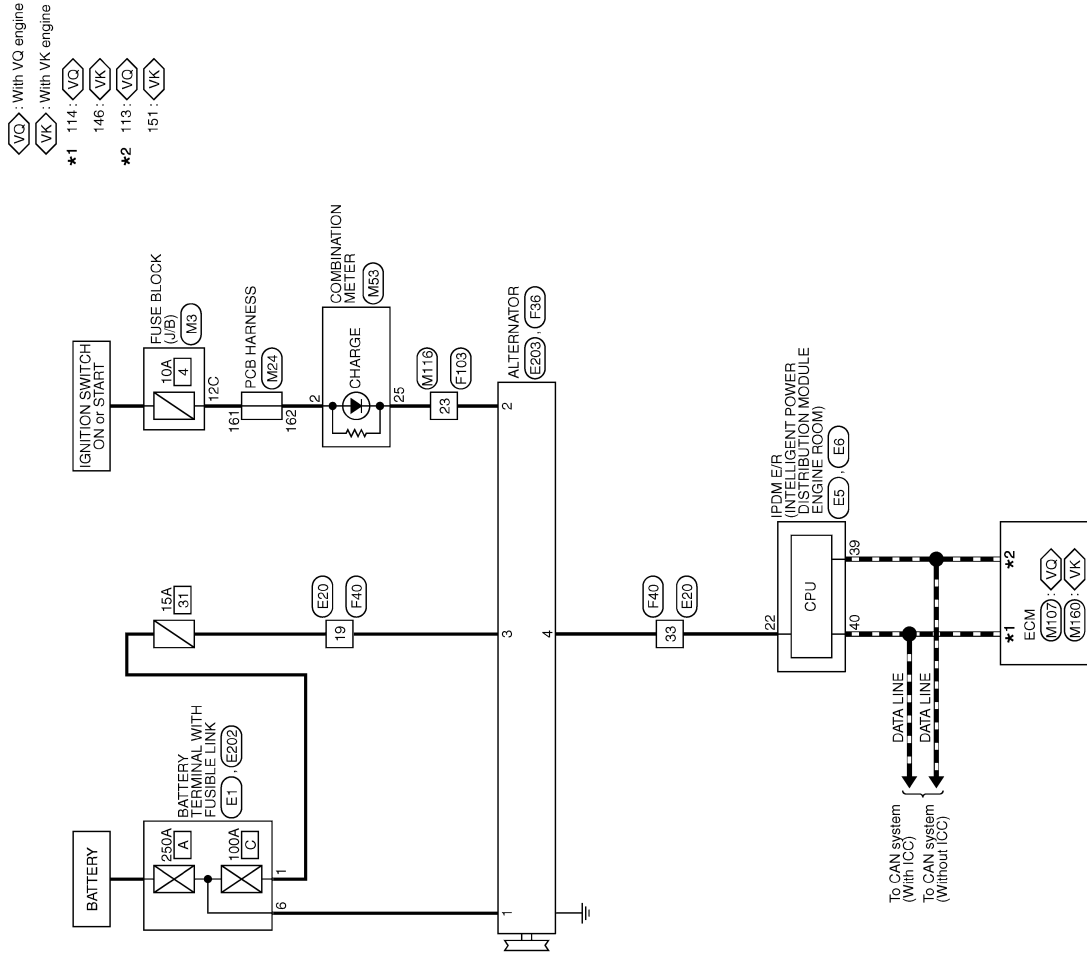 VQ : With VQ engine
VK : With VK engine
*1 114 : VQ
146 : VK
*2 113 : VQ
151 : VK
BATTERY
250A
A
100A
C
BATTERY
TERMINAL WITH
FUSIBLE LINK
E1 , E202
6
1
15A
31
E20
19
F40
IGNITION SWITCH
ON or START
10A
4
FUSE BLOCK
(J/B)
M3
12C
161
PCB HARNESS
M24
162
2
CHARGE
COMBINATION
METER
M53
25
M116
23
F103
1
3
2
4
ALTERNATOR
E203 , F36
F40
33
E20
22
CPU
IPDM E/R
(INTELLIGENT POWER
DISTRIBUTION MODULE
ENGINE ROOM)
E5 , E6
40
39
DATA LINE
DATA LINE
To CAN system
(With ICC)
To CAN system
(Without ICC)
*1
*2
ECM
M107 : VQ
M160 : VK